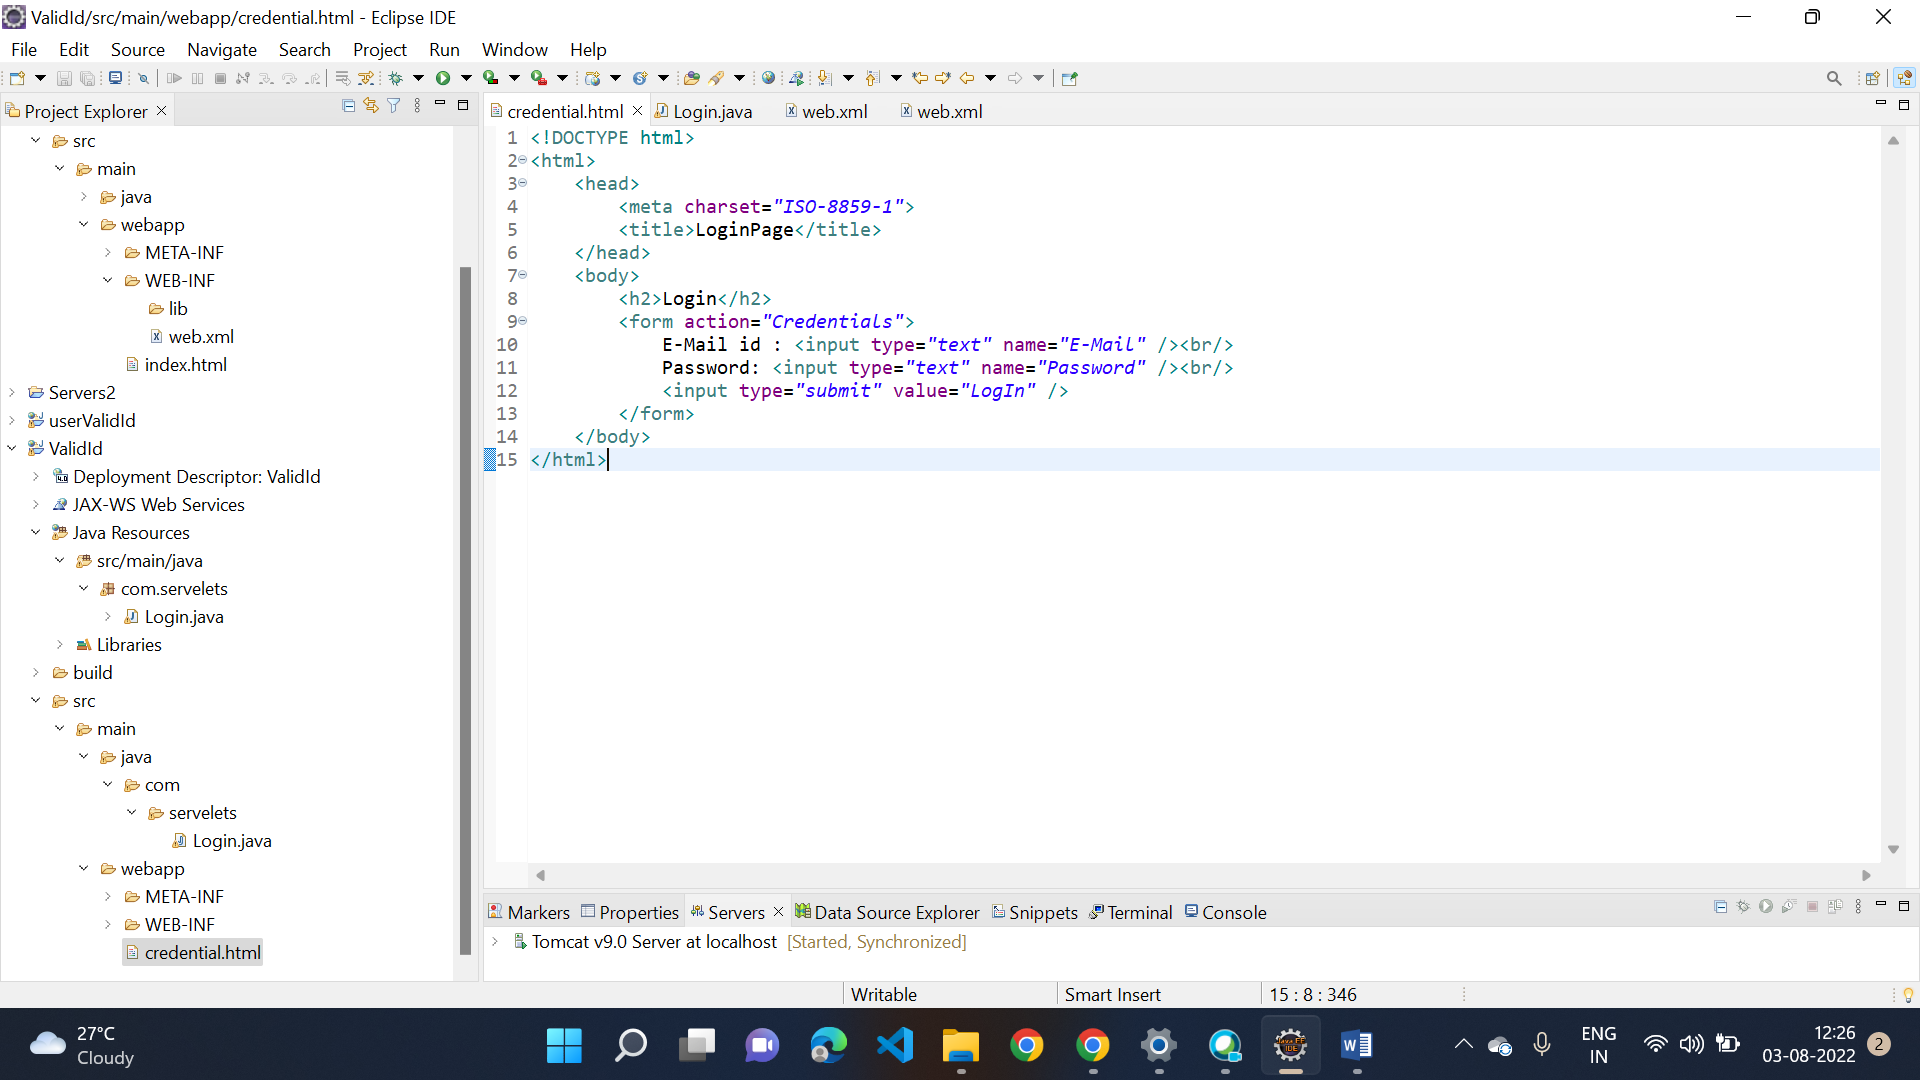 ValidId/src/main/webapp/credential.html - Eclipse IDE
File Edit Source Navigate Search Project Run Window Help
Project Explorer
src
main
java
webapp
META-INF
WEB-INF
lib
web.xml
index.html
Servers2
userValidId
ValidId
Deployment Descriptor: ValidId
JAX-WS Web Services
Java Resources
src/main/java
com.servelets
Login.java
Libraries
build
src
main
java
com
servelets
Login.java
webapp
META-INF
WEB-INF
credential.html
credential.html Login.java web.xml web.xml
1 <!DOCTYPE html>
2 <html>
3 <head>
4 <meta charset="ISO-8859-1">
5 <title>LoginPage</title>
6 </head>
7 <body>
8 <h2>Login</h2>
9 <form action="Credentials">
10 E-Mail id : <input type="text" name="E-Mail" /><br/>
11 Password: <input type="text" name="Password" /><br/>
12 <input type="submit" value="LogIn" />
13 </form>
14 </body>
15 </html>
Markers Properties Servers Data Source Explorer Snippets Terminal Console
Tomcat v9.0 Server at localhost [Started, Synchronized]
Writable Smart Insert 15 : 8 : 346
27°C
Cloudy
ENG
IN
12:26
03-08-2022
2